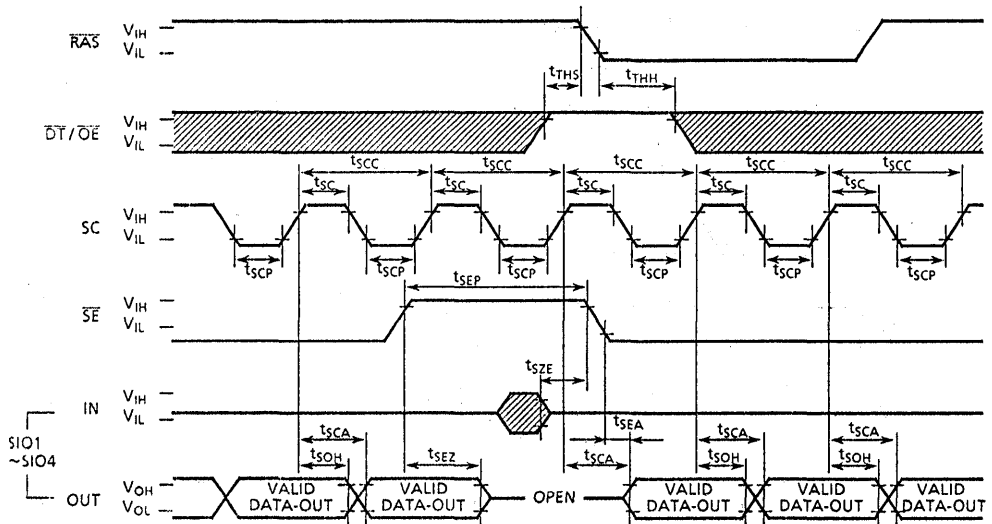 RAS VIH
VIL
tTHS tTHH
DT/OE VIH
VIL
tSCC tSCC tSCC tSCC tSCC
tSC tSC tSC tSC tSC
SC VIH
VIL
tSCP tSCP tSCP tSCP tSCP tSCP
tSEP
SE VIH
VIL
tSZE
IN VIH
VIL
SIO1
~SIO4
tSEA
tSCA tSCA tSCA tSCA
tSOH tSEZ tSOH tSOH
OUT VOH
VOL
VALID DATA-OUT VALID DATA-OUT OPEN VALID DATA-OUT VALID DATA-OUT VALID DATA-OUT